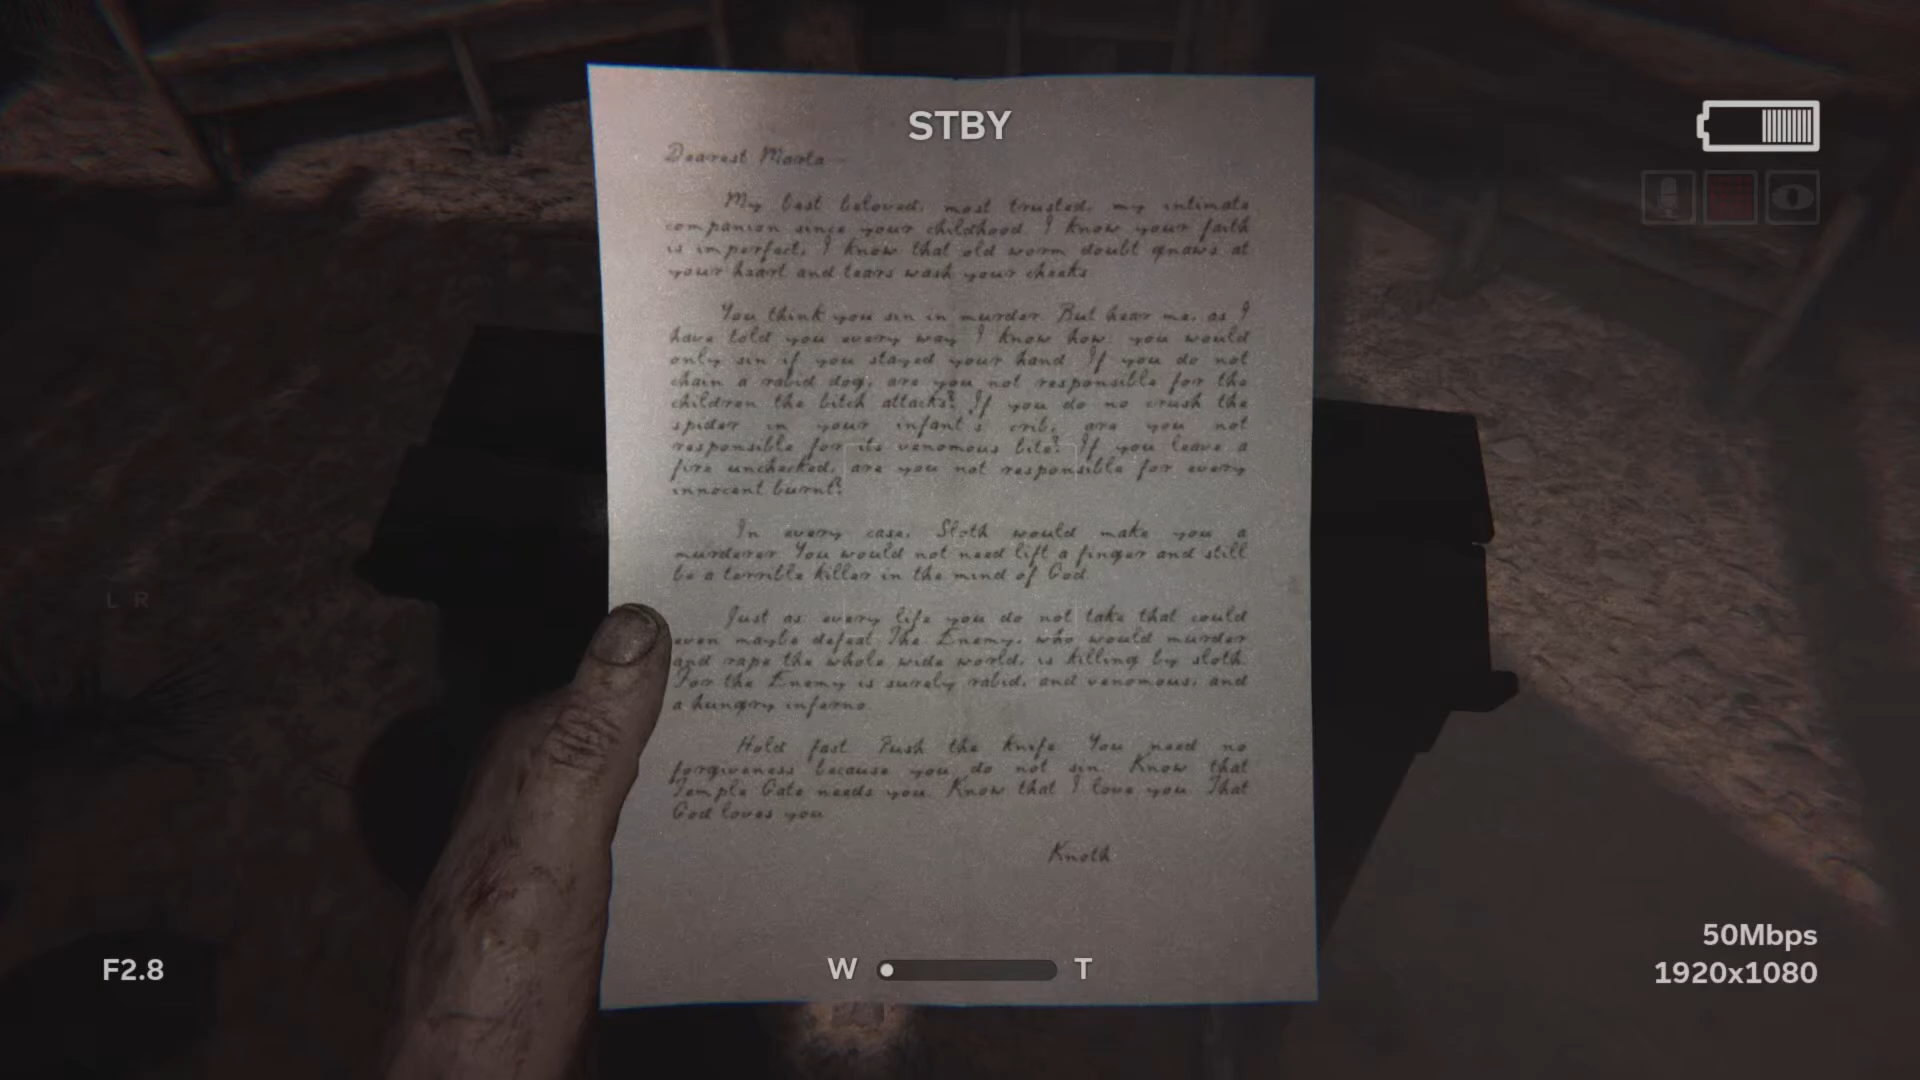 STBY
Dearest Marta
My best beloved, most trusted, my intimate
companion since your childhood. I know your faith
is imperfect, I know that old worm doubt gnaws at
your heart and tears wash your cheeks.
You think you sin in murder. But hear me, as I
have told you every way I know how: you would
only sin if you stayed your hand. If you do not
chain a rabid dog, are you not responsible for the
children the bitch attacks? If you do no crush the
spider in your infant's crib, are you not
responsible for its venomous bite? If you leave a
fire unchecked, are you not responsible for every
innocent burnt?
In every case, Sloth would make you a
murderer. You would not need lift a finger and still
be a terrible killer in the mind of God.
Just as every life you do not take that could
even maybe defeat The Enemy, who would murder
and rape the whole wide world, is killing by sloth.
For the Enemy is surely rabid, and venomous, and
a hungry inferno.
Hold fast. Push the knife. You need no
forgiveness because you do not sin. Know that
Temple Gate needs you. Know that I love you. That
God loves you.
Knoth
L R
F2.8
W T
50Mbps
1920x1080